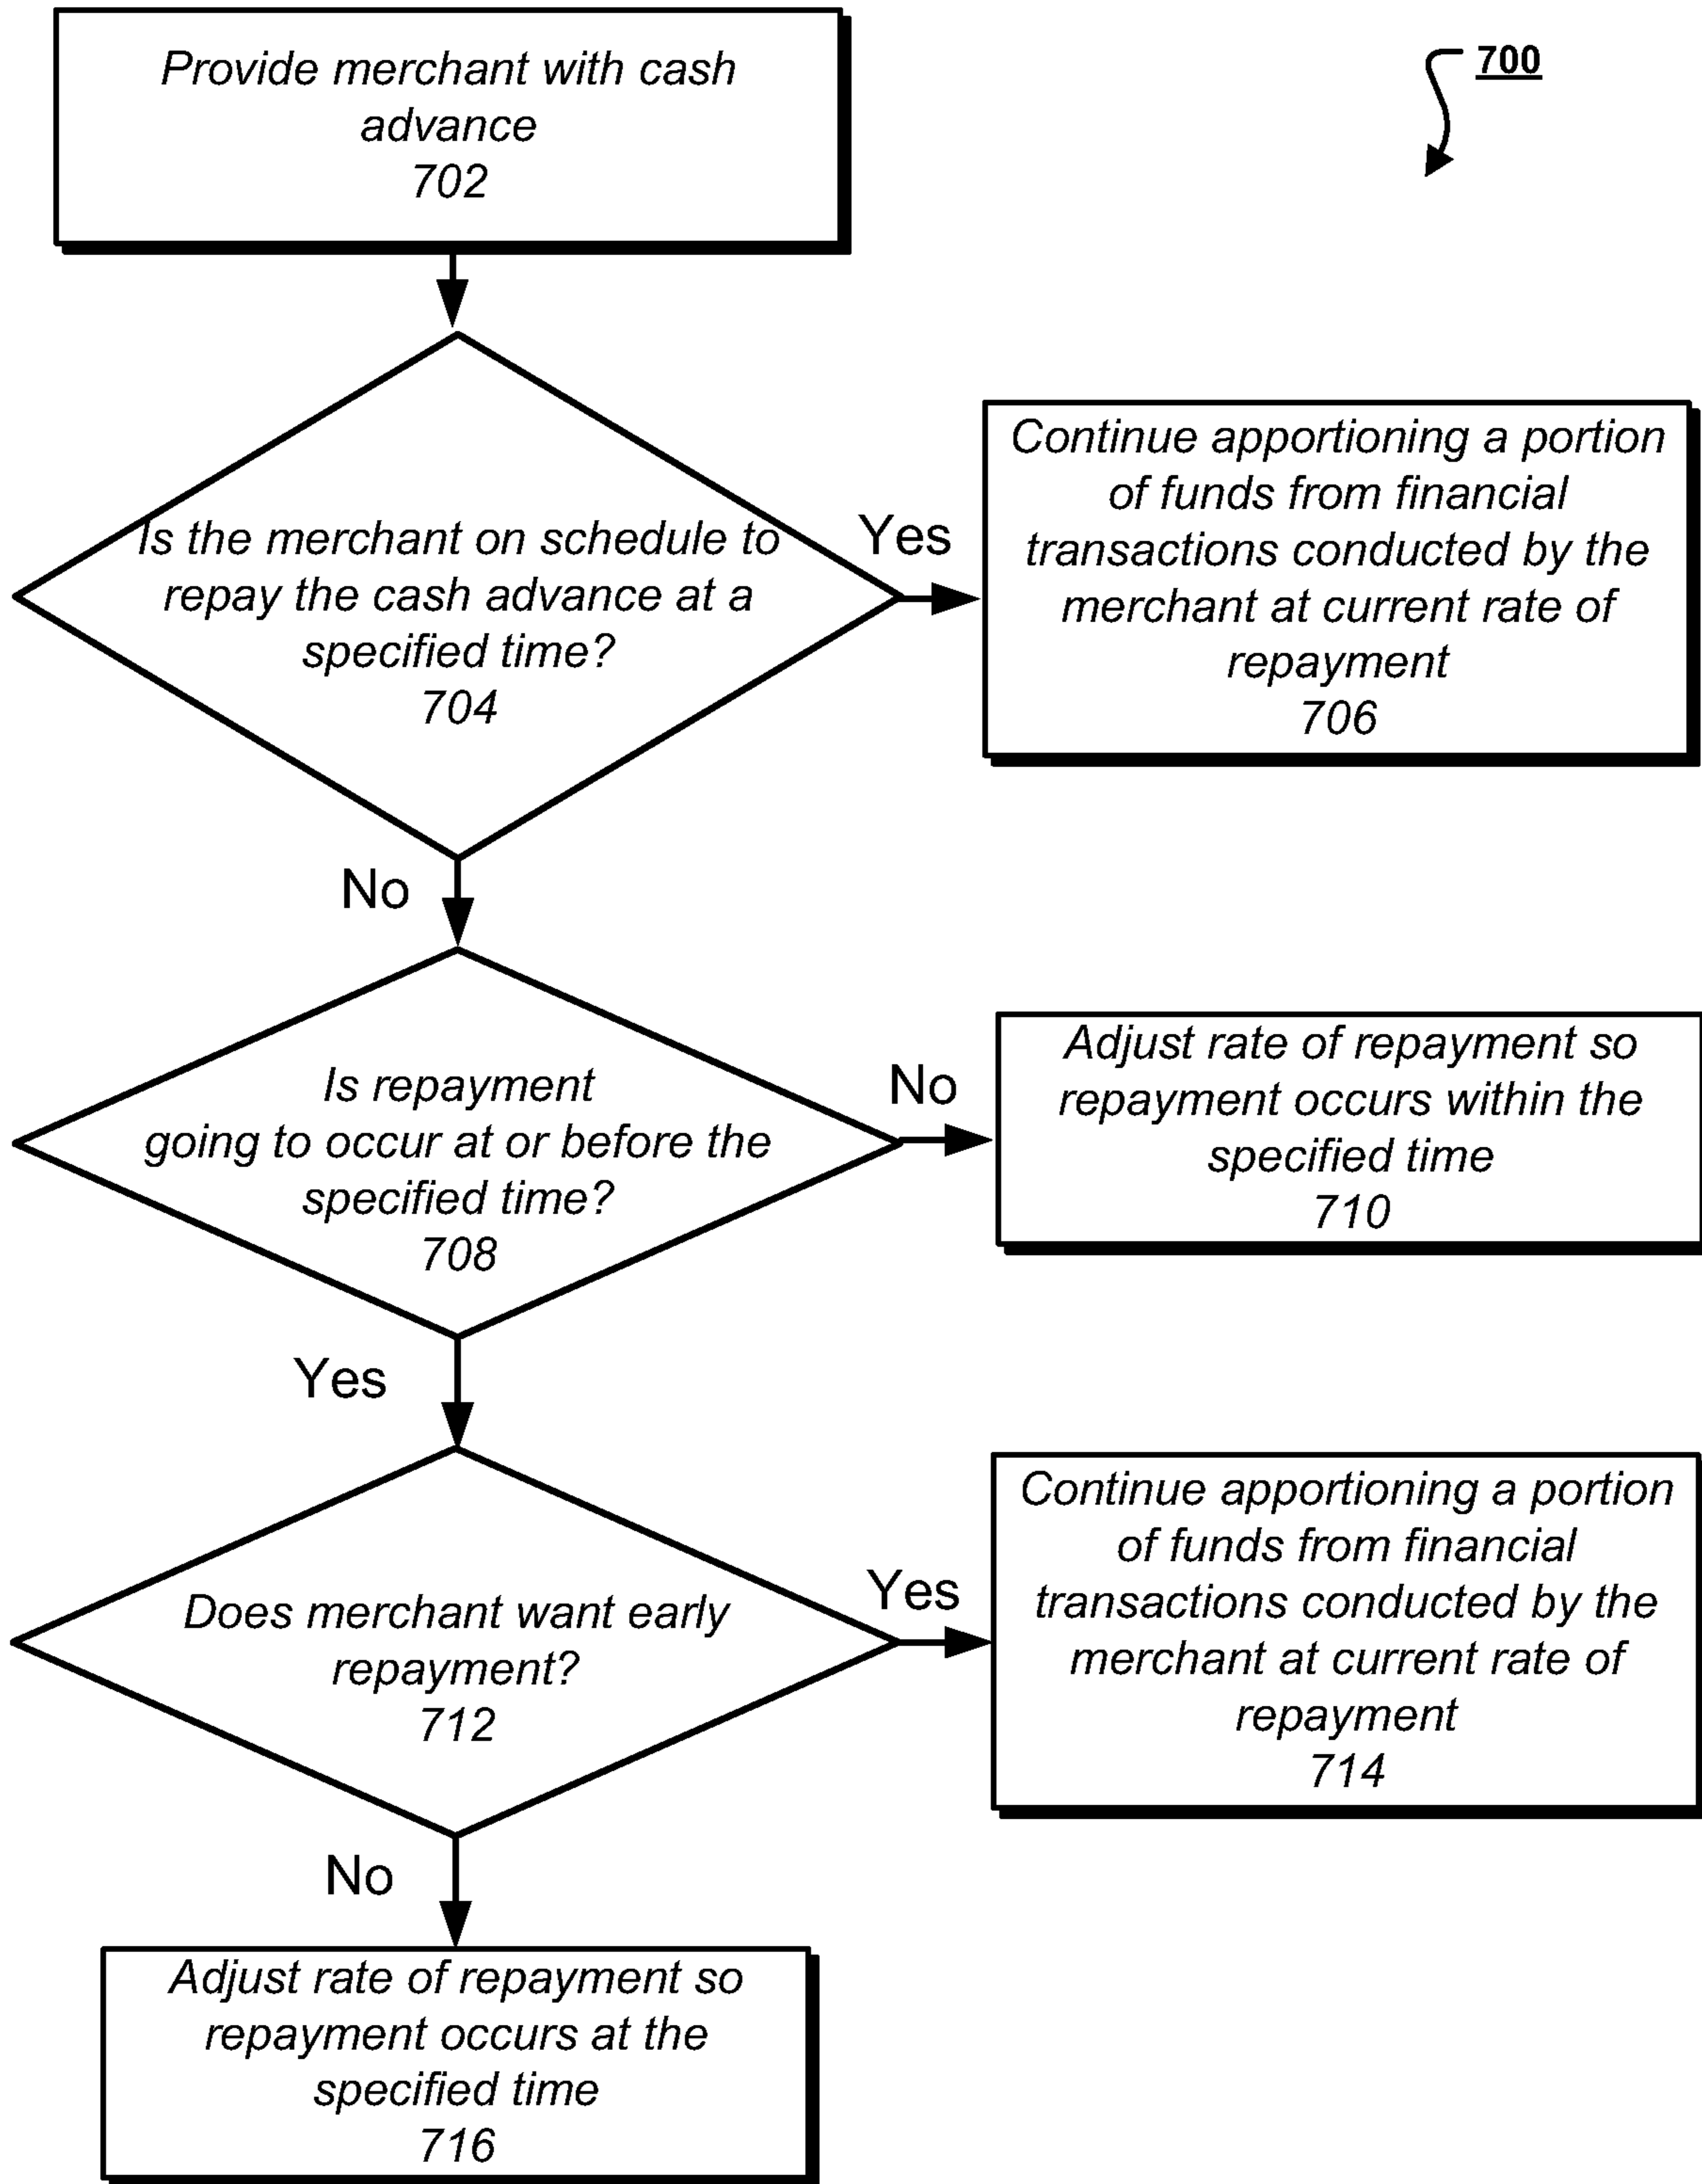 Provide merchant with cash
advance
702
700
Is the merchant on schedule to
repay the cash advance at a
specified time?
704
Yes
Continue apportioning a portion
of funds from financial
transactions conducted by the
merchant at current rate of
repayment
706
No
Is repayment
going to occur at or before the
specified time?
708
No
Adjust rate of repayment so
repayment occurs within the
specified time
710
Yes
Does merchant want early
repayment?
712
Yes
Continue apportioning a portion
of funds from financial
transactions conducted by the
merchant at current rate of
repayment
714
No
Adjust rate of repayment so
repayment occurs at the
specified time
716